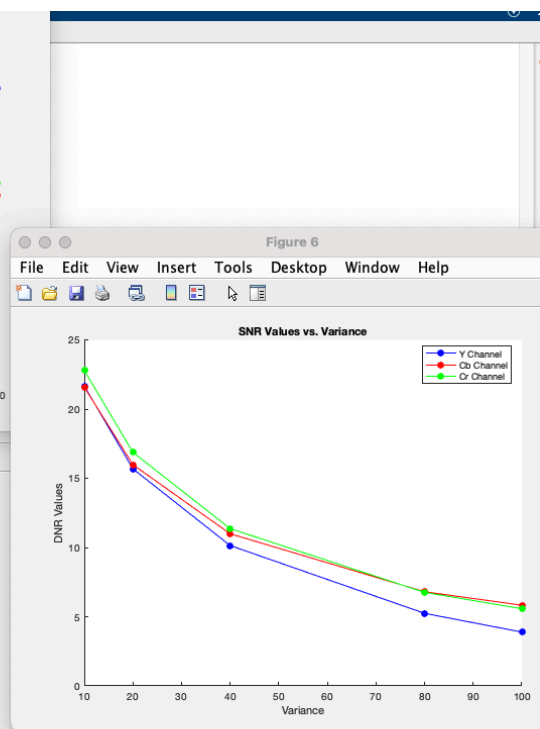 0
Figure 6
File Edit View Insert Tools Desktop Window Help
SNR Values vs. Variance
Y Channel
Cb Channel
Cr Channel
DNR Values
25
20
15
10
5
0
10 20 30 40 50 60 70 80 90 100
Variance